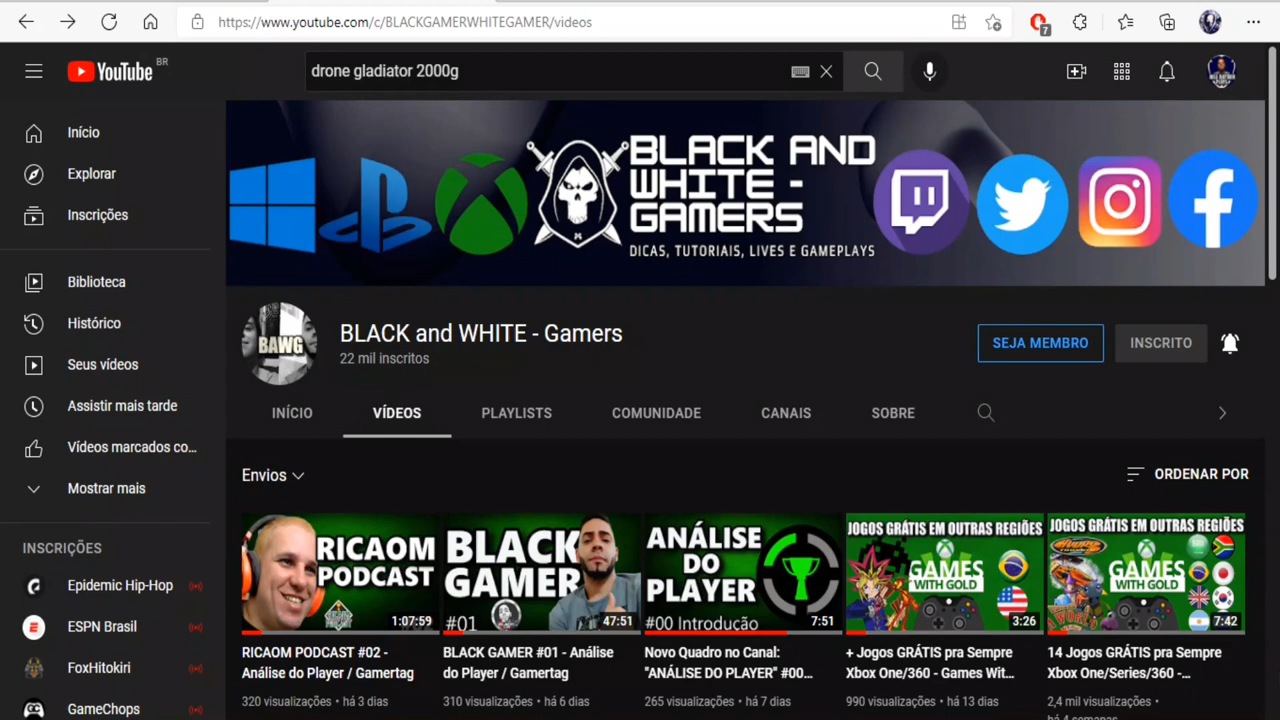 https://www.youtube.com/c/BLACKGAMERWHITEGAMER/videos
7
YouTube BR
drone gladiator 2000g
Início
Explorar
Inscrições
Biblioteca
Histórico
Seus vídeos
Assistir mais tarde
Vídeos marcados co...
Mostrar mais
INSCRIÇÕES
Epidemic Hip-Hop
ESPN Brasil
FoxHitokiri
GameChops
BLACK AND
WHITE -
GAMERS
DICAS, TUTORIAIS, LIVES E GAMEPLAYS
BAWG
BLACK and WHITE - Gamers
22 mil inscritos
SEJA MEMBRO
INSCRITO
INÍCIO
VÍDEOS
PLAYLISTS
COMUNIDADE
CANAIS
SOBRE
Envios
ORDENAR POR
RICAOM
PODCAST
1:07:59
RICAOM PODCAST #02 -
Análise do Player / Gamertag
320 visualizações • há 3 dias
BLACK
GAMER
#01
47:51
BLACK GAMER #01 - Análise
do Player / Gamertag
310 visualizações • há 6 dias
ANÁLISE
DO
PLAYER
#00 Introdução
7:51
Novo Quadro no Canal:
"ANÁLISE DO PLAYER" #00...
265 visualizações • há 7 dias
JOGOS GRÁTIS EM OUTRAS REGIÕES
GAMES
WITH GOLD
3:26
+ Jogos GRÁTIS pra Sempre
Xbox One/360 - Games Wit...
990 visualizações • há 13 dias
JOGOS GRÁTIS EM OUTRAS REGIÕES
GAMES
WITH GOLD
7:42
14 Jogos GRÁTIS pra Sempre
Xbox One/Series/360 -...
2,4 mil visualizações •
há 4 semanas